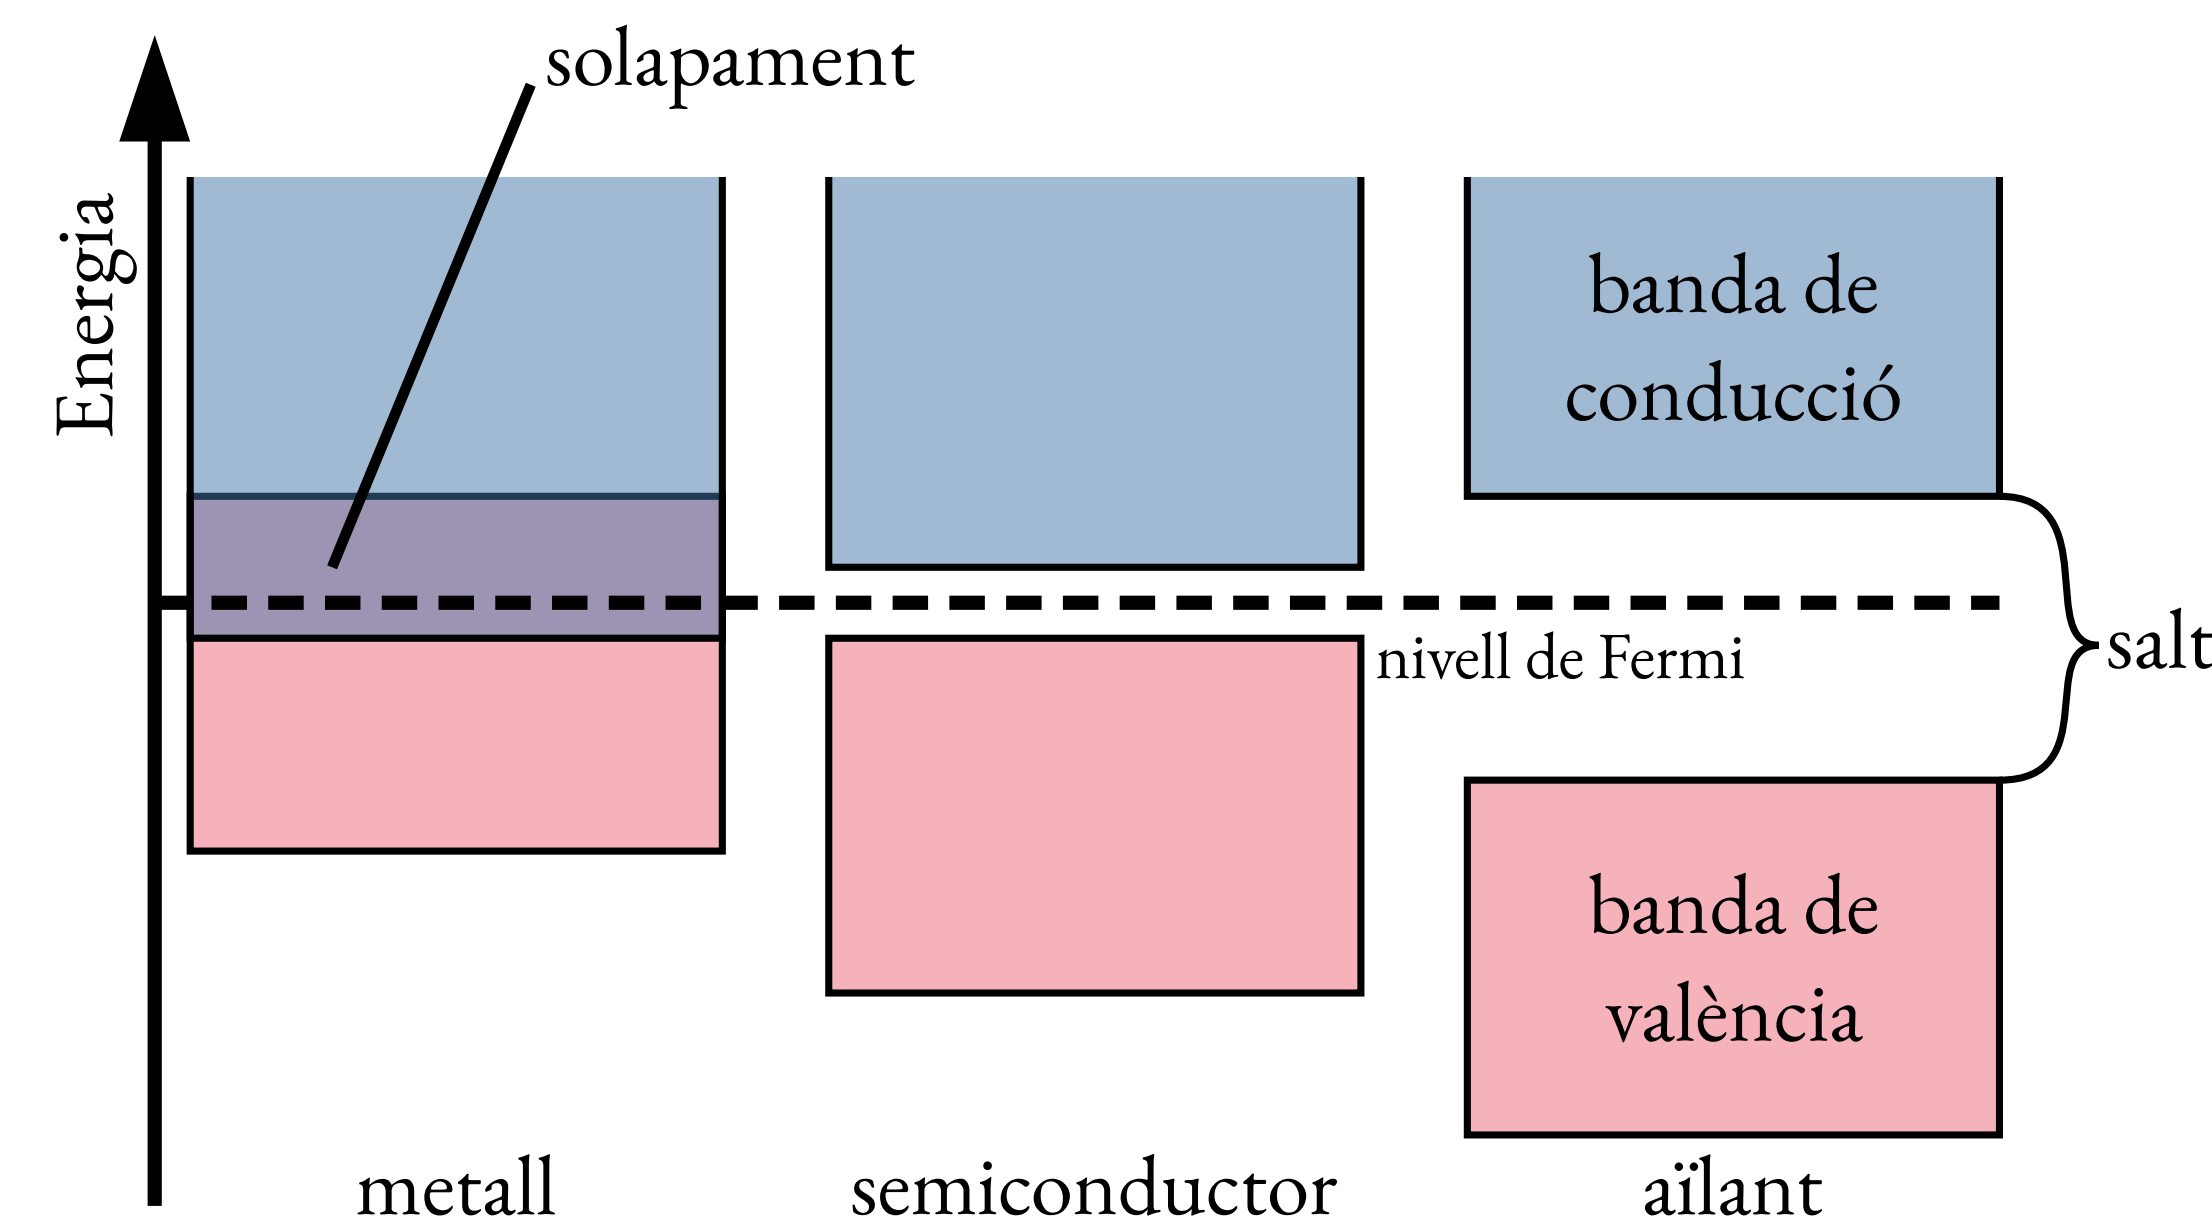 solapament
Energia
banda de
conducció
nivell de Fermi
salt
banda de
valència
metall
semiconductor
aïlant